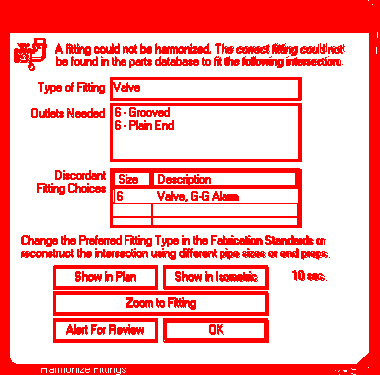 A fitting could not be harmonized. The correct fitting could not
be found in the parts database to fit the following intersection.
Type of Fitting
Valve
Outlets Needed
6 - Grooved
6 - Plain End
Discordant
Fitting Choices
Size Description
6 Valve, G-G Alarm
Change the Preferred Fitting Type in the Fabrication Standards or
reconstruct the intersection using different pipe sizes or end preps.
Show in Plan Show in Isometric 10 sec.
Zoom to Fitting
Alert For Review OK
Harmonize Fittings